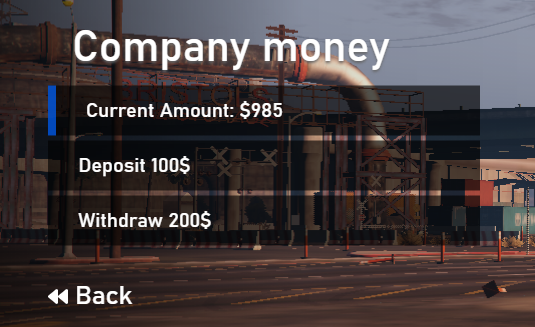 Company money
Current Amount: $985
Deposit 100$
Withdraw 200$
Back